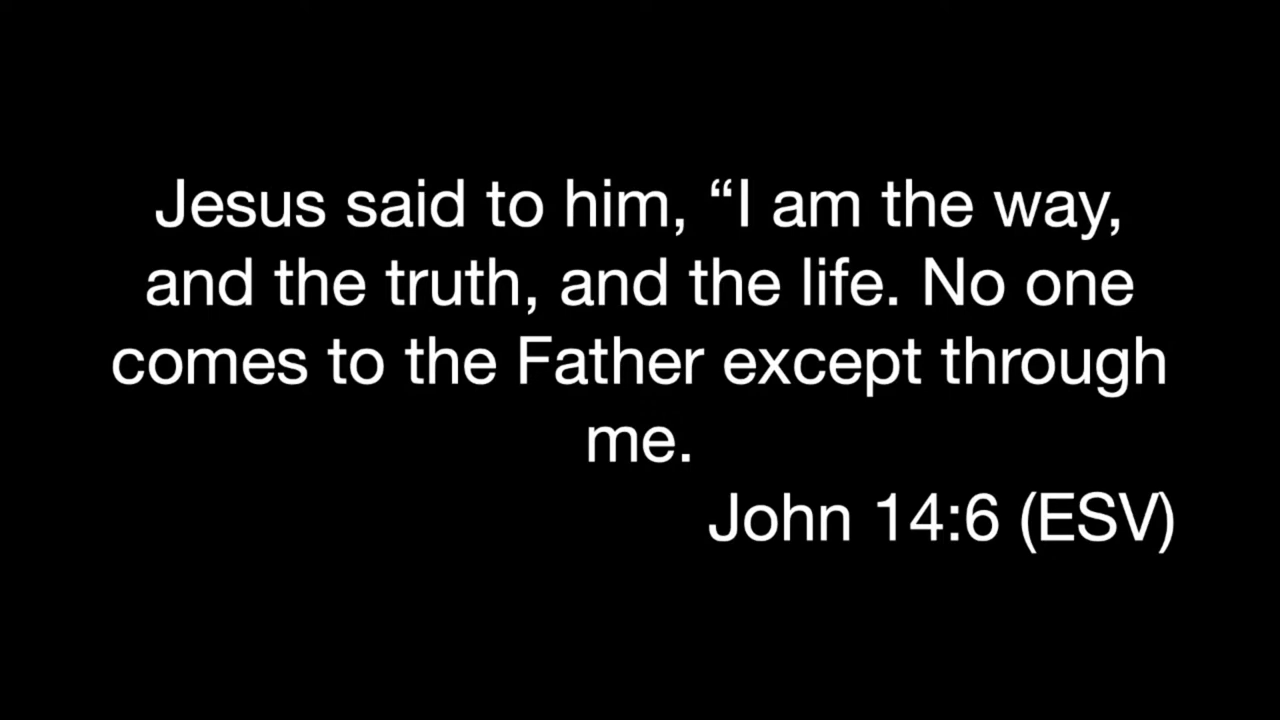 Jesus said to him, “I am the way,
and the truth, and the life. No one
comes to the Father except through
me.
John 14:6 (ESV)